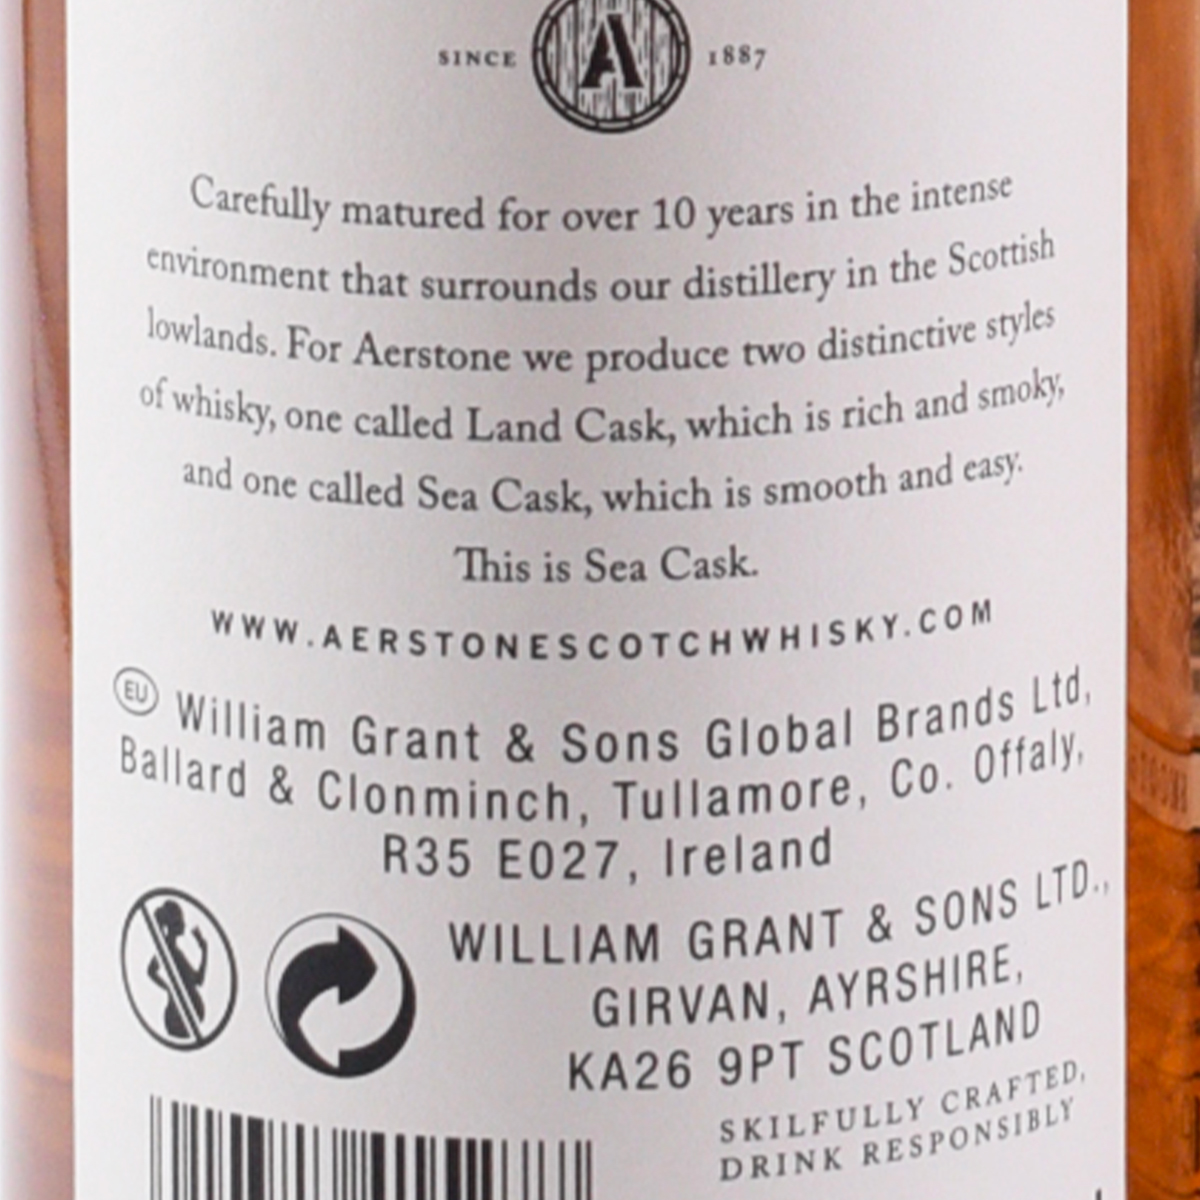 SINCE A 1887
Carefully matured for over 10 years in the intense
environment that surrounds our distillery in the Scottish
lowlands. For Aerstone we produce two distinctive styles
of whisky, one called Land Cask, which is rich and smoky,
and one called Sea Cask, which is smooth and easy.
This is Sea Cask.
WWW.AERSTONESCOTCHWHISKY.COM
EU William Grant & Sons Global Brands Ltd,
Ballard & Clonminch, Tullamore, Co. Offaly,
R35 E027, Ireland
WILLIAM GRANT & SONS LTD.,
GIRVAN, AYRSHIRE,
KA26 9PT SCOTLAND
SKILFULLY CRAFTED,
DRINK RESPONSIBLY